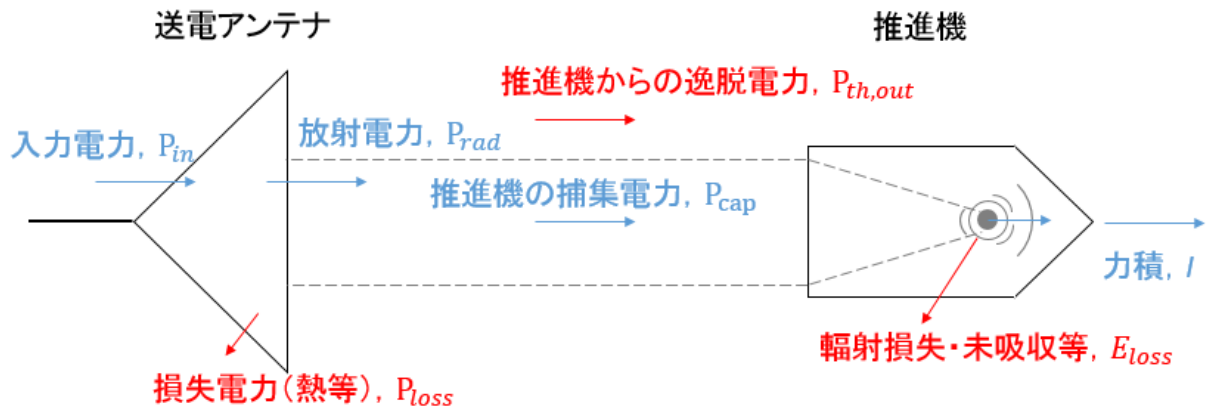 送電アンテナ
推進機
推進機からの逸脱電力, P_{th,out}
入力電力, P_{in}
放射電力, P_{rad}
推進機の捕集電力, P_{cap}
力積, I
輻射損失・未吸収等, E_{loss}
損失電力(熱等), P_{loss}